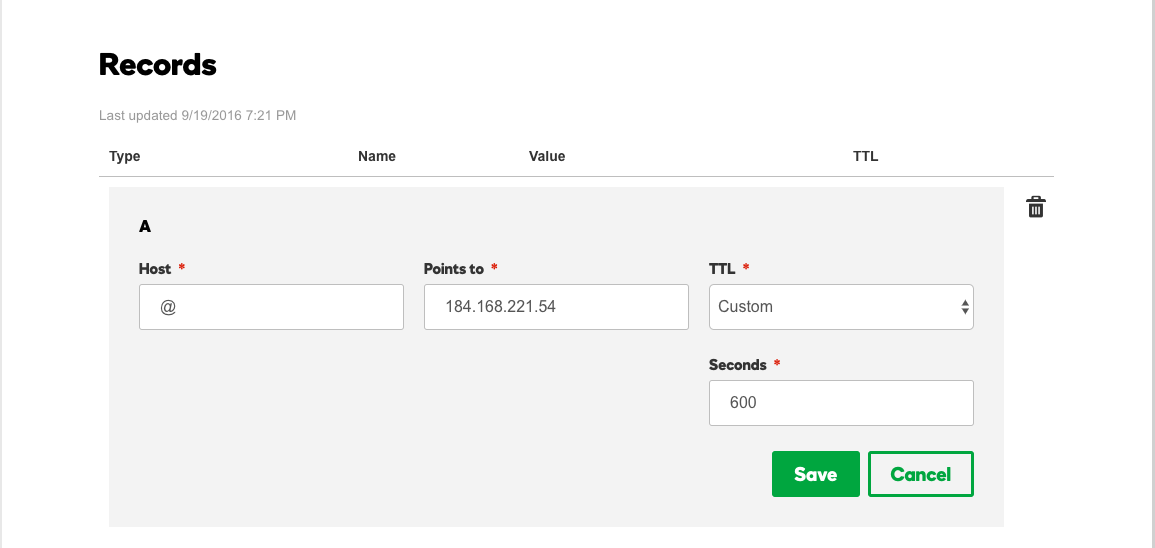 Records
Last updated 9/19/2016 7:21 PM
Type Name Value TTL
A
Host * Points to * TTL *
@ 184.168.221.54 Custom
Seconds *
600
Save Cancel